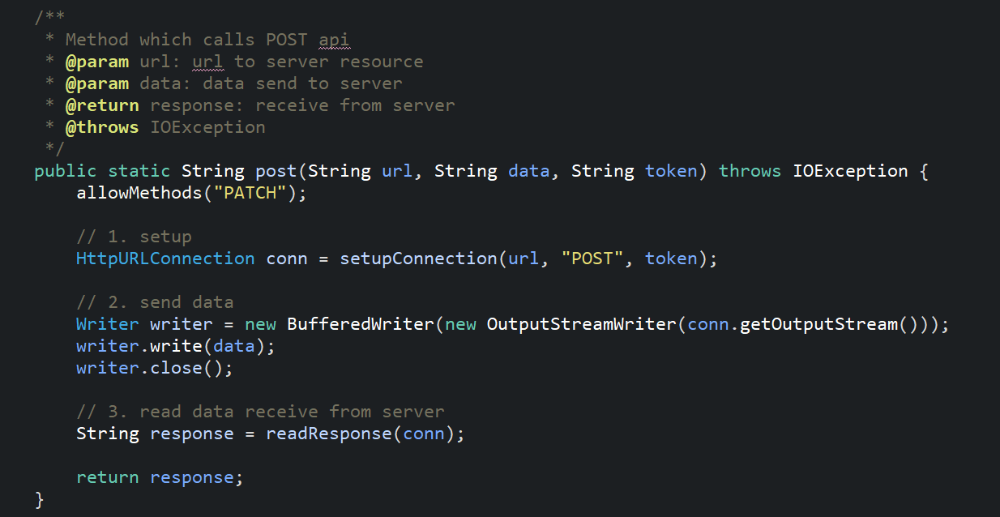 /**
 * Method which calls POST api
 * @param url: url to server resource
 * @param data: data send to server
 * @return response: receive from server
 * @throws IOException
 */
public static String post(String url, String data, String token) throws IOException {
    allowMethods("PATCH");

    // 1. setup
    HttpURLConnection conn = setupConnection(url, "POST", token);

    // 2. send data
    Writer writer = new BufferedWriter(new OutputStreamWriter(conn.getOutputStream()));
    writer.write(data);
    writer.close();

    // 3. read data receive from server
    String response = readResponse(conn);

    return response;
}